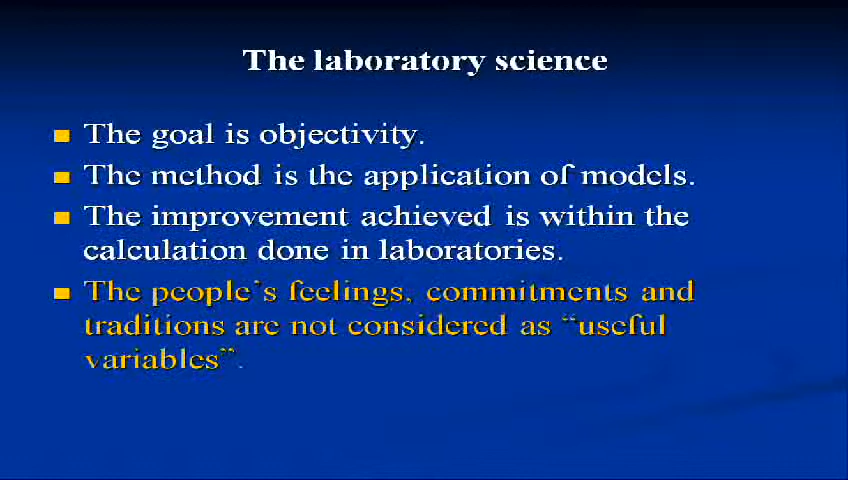 The laboratory science
The goal is objectivity.
The method is the application of models.
The improvement achieved is within the
calculation done in laboratories.
The people's feelings, commitments and
traditions are not considered as “useful
variables”.